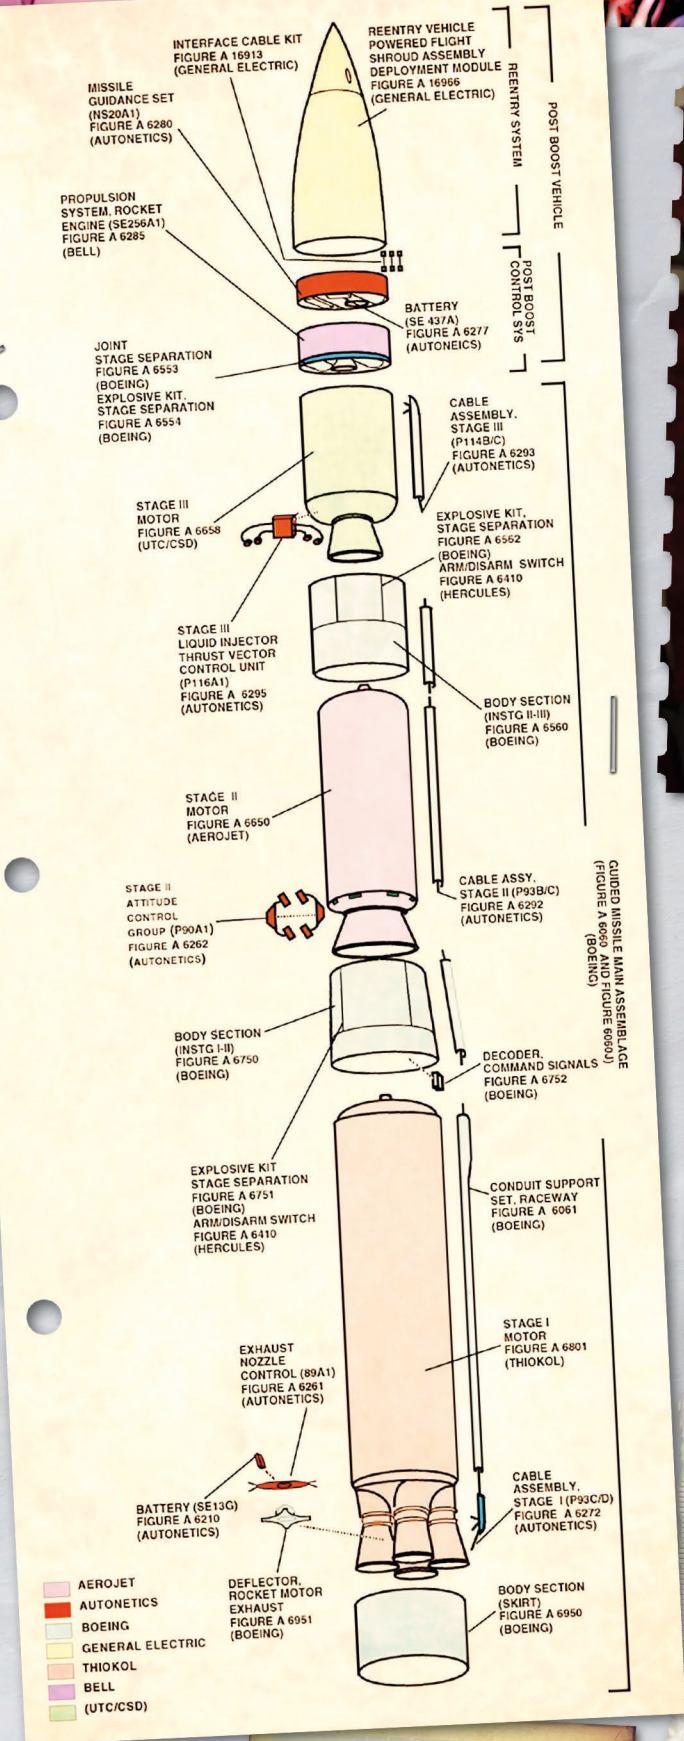 INTERFACE CABLE KIT
FIGURE A 16913
(GENERAL ELECTRIC)
REENTRY VEHICLE
POWERED FLIGHT
SHROUD ASSEMBLY
DEPLOYMENT MODULE
FIGURE A 16966
(GENERAL ELECTRIC)
REENTRY SYSTEM
POST BOOST VEHICLE
MISSILE
GUIDANCE SET
(NS20A1)
FIGURE A 6280
(AUTONETICS)
PROPULSION
SYSTEM, ROCKET
ENGINE (SE256A1)
FIGURE A 6285
(BELL)
POST BOOST
CONTROL SYS
BATTERY
(SE 437A)
FIGURE A 6277
(AUTONEICS)
JOINT
STAGE SEPARATION
FIGURE A 6553
(BOEING)
EXPLOSIVE KIT,
STAGE SEPARATION
FIGURE A 6554
(BOEING)
CABLE
ASSEMBLY,
STAGE III
(P114B/C)
FIGURE A 6293
(AUTONETICS)
STAGE III
MOTOR
FIGURE A 6658
(UTC/CSD)
EXPLOSIVE KIT,
STAGE SEPARATION
FIGURE A 6562
(BOEING)
ARM/DISARM SWITCH
FIGURE A 6410
(HERCULES)
STAGE III
LIQUID INJECTOR
THRUST VECTOR
CONTROL UNIT
(P116A1)
FIGURE A 6295
(AUTONETICS)
BODY SECTION
(INSTG II-III)
FIGURE A 6560
(BOEING)
STAGE II
MOTOR
FIGURE A 6650
(AEROJET)
CABLE ASSY,
STAGE II (P93B/C)
FIGURE A 6292
(AUTONETICS)
STAGE II
ATTITUDE
CONTROL
GROUP (P90A1)
FIGURE A 6262
(AUTONETICS)
GUIDED MISSILE MAIN ASSEMBLAGE
(FIGURE A 6060 AND FIGURE 6060J)
(BOEING)
BODY SECTION
(INSTG I-II)
FIGURE A 6750
(BOEING)
DECODER,
COMMAND SIGNALS
FIGURE A 6752
(BOEING)
EXPLOSIVE KIT
STAGE SEPARATION
FIGURE A 6751
(BOEING)
ARM/DISARM SWITCH
FIGURE A 6410
(HERCULES)
CONDUIT SUPPORT
SET, RACEWAY
FIGURE A 6061
(BOEING)
STAGE I
MOTOR
FIGURE A 6801
(THIOKOL)
EXHAUST
NOZZLE
CONTROL (89A1)
FIGURE A 6261
(AUTONETICS)
BATTERY (SE13G)
FIGURE A 6210
(AUTONETICS)
CABLE
ASSEMBLY,
STAGE I (P93C/D)
FIGURE A 6272
(AUTONETICS)
DEFLECTOR,
ROCKET MOTOR
EXHAUST
FIGURE A 6951
(BOEING)
BODY SECTION
(SKIRT)
FIGURE A 6950
(BOEING)
AEROJET
AUTONETICS
BOEING
GENERAL ELECTRIC
THIOKOL
BELL
(UTC/CSD)